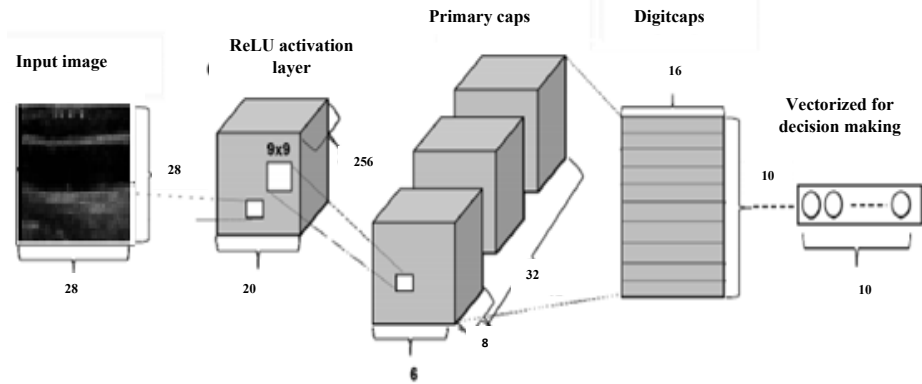 Primary caps
Digitcaps
ReLU activation
layer
Input image
16
Vectorized for
decision making
9x9
28
256
10
28
20
32
10
8
6